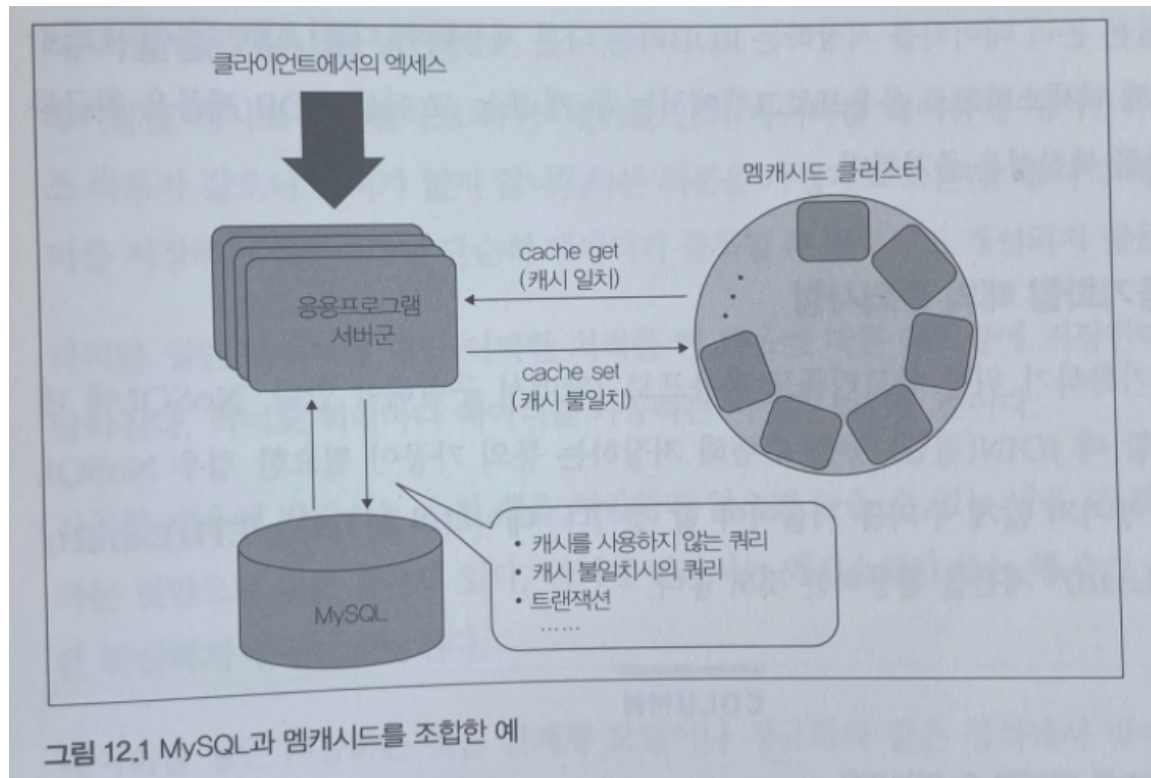 클라이언트에서의 엑세스
멤캐시드 클러스터
응용프로그램
서버군
cache get
(캐시 일치)
cache set
(캐시 불일치)
MySQL
• 캐시를 사용하지 않는 쿼리
• 캐시 불일치시의 쿼리
• 트랜잭션
……
그림 12.1 MySQL과 멤캐시드를 조합한 예